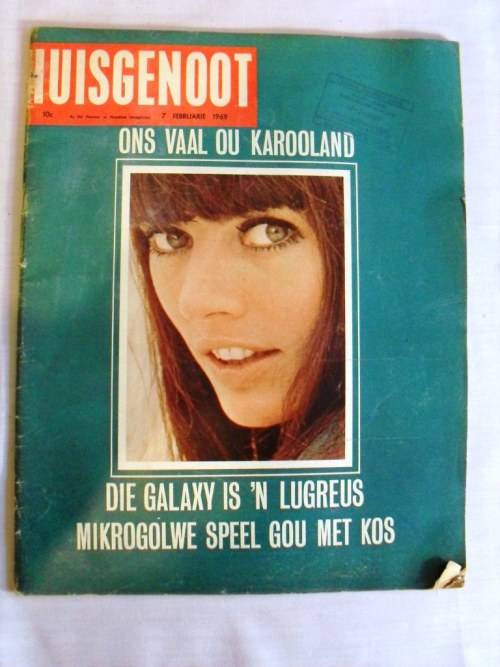 HUISGENOOT
10c 7 FEBRUARIE 1969
ONS VAAL OU KAROOLAND
DIE GALAXY IS 'N LUGREUS
MIKROGOLWE SPEEL GOU MET KOS